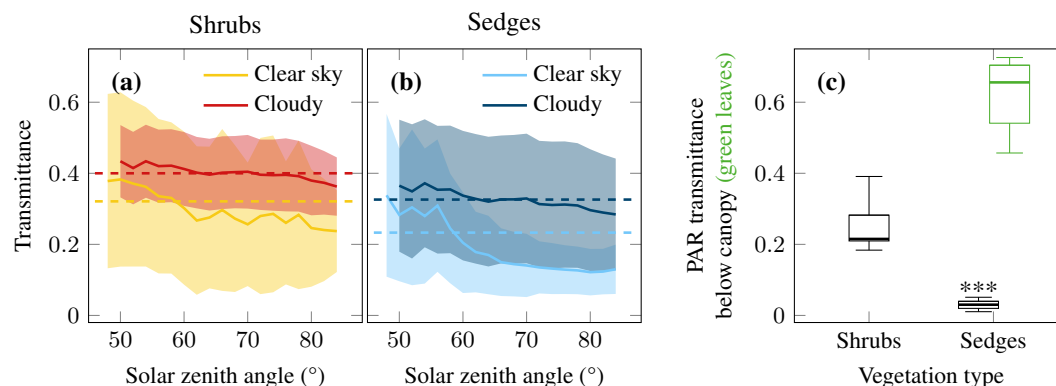 Shrubs
Sedges
(a)
Clear sky
Cloudy
(b)
Clear sky
Cloudy
(c)
Transmittance
0
0.2
0.4
0.6
50
60
70
80
Solar zenith angle (°)
50
60
70
80
Solar zenith angle (°)
PAR transmittance
below canopy (green leaves)
0
0.2
0.4
0.6
***
Shrubs
Sedges
Vegetation type